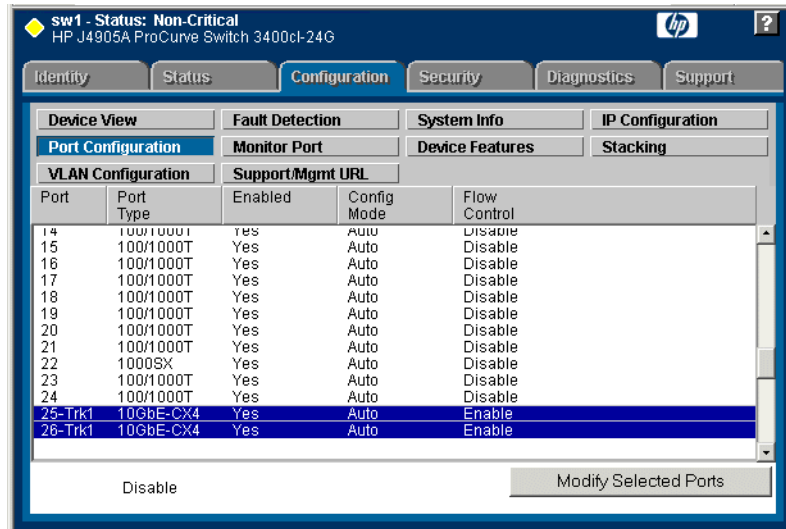 sw1 - Status: Non-Critical
HP J4905A ProCurve Switch 3400cl-24G
hp
?
Identity Status Configuration Security Diagnostics Support
Device View Fault Detection System Info IP Configuration
Port Configuration Monitor Port Device Features Stacking
VLAN Configuration Support/Mgmt URL
Port Port Enabled Config Flow
Type Mode Control
14 100/1000T Yes Auto Disable
15 100/1000T Yes Auto Disable
16 100/1000T Yes Auto Disable
17 100/1000T Yes Auto Disable
18 100/1000T Yes Auto Disable
19 100/1000T Yes Auto Disable
20 100/1000T Yes Auto Disable
21 100/1000T Yes Auto Disable
22 1000SX Yes Auto Disable
23 100/1000T Yes Auto Disable
24 100/1000T Yes Auto Disable
25-Trk1 10GbE-CX4 Yes Auto Enable
26-Trk1 10GbE-CX4 Yes Auto Enable
Disable Modify Selected Ports